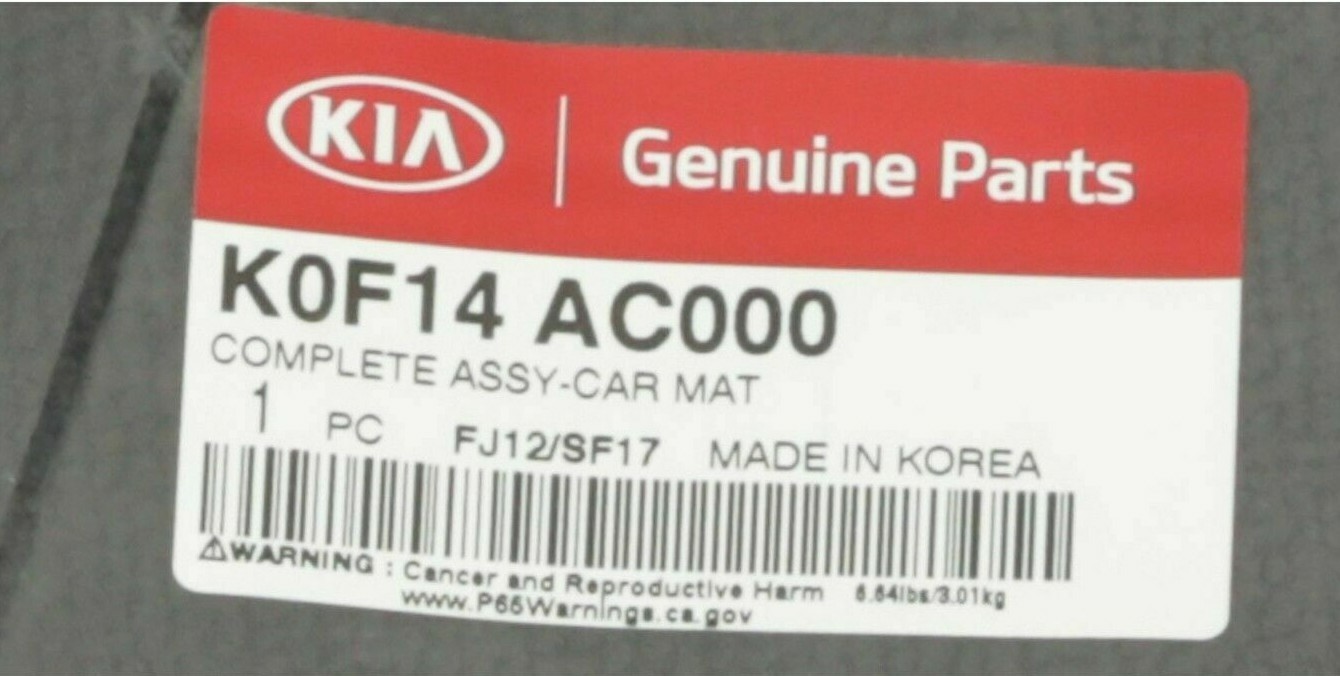 KIA | Genuine Parts
K0F14 AC000
COMPLETE ASSY-CAR MAT
1 PC FJ12/SF17 MADE IN KOREA
⚠WARNING : Cancer and Reproductive Harm 6.64lbs/3.01kg
www.P65Warnings.ca.gov